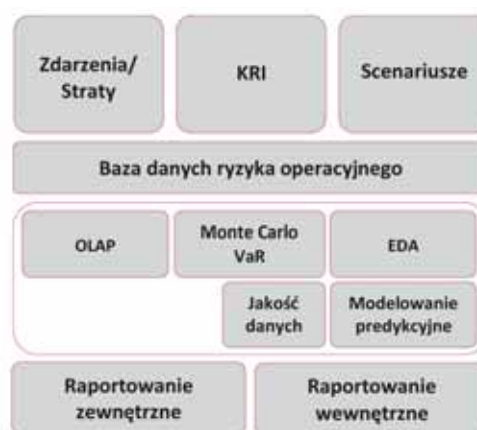 Zdarzenia/
Straty
KRI
Scenariusze
Baza danych ryzyka operacyjnego
OLAP
Monte Carlo
VaR
EDA
Jakość
danych
Modelowanie
predykcyjne
Raportowanie
zewnętrzne
Raportowanie
wewnętrzne